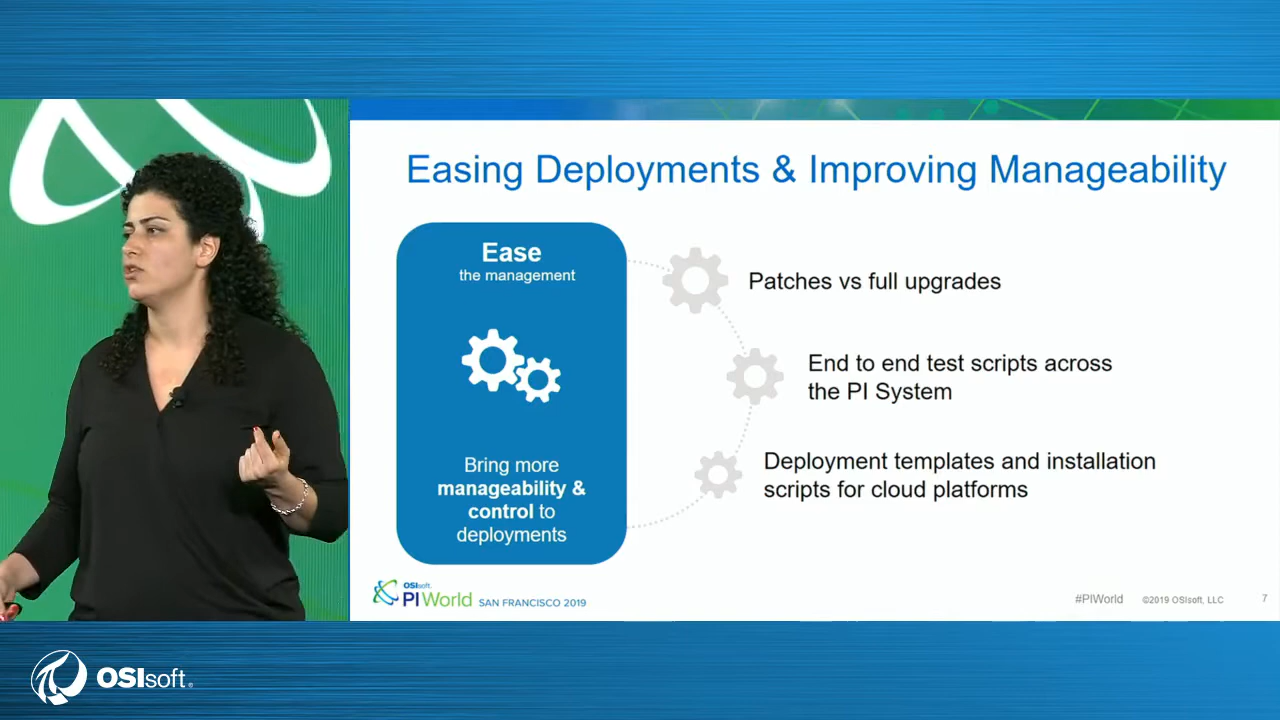 Easing Deployments & Improving Manageability
Ease
the management
Bring more
manageability &
control to
deployments
Patches vs full upgrades
End to end test scripts across
the PI System
Deployment templates and installation
scripts for cloud platforms
OSIsoft.
PI World SAN FRANCISCO 2019
#PIWorld ©2019 OSIsoft, LLC 7
OSIsoft.